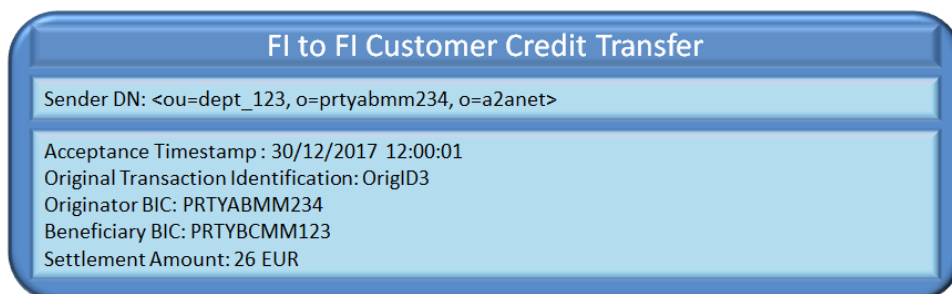 FI to FI Customer Credit Transfer
Sender DN: <ou=dept_123, o=prtyabmm234, o=a2anet>
Acceptance Timestamp : 30/12/2017 12:00:01
Original Transaction Identification: OrigID3
Originator BIC: PRTYABMM234
Beneficiary BIC: PRTYBCMM123
Settlement Amount: 26 EUR